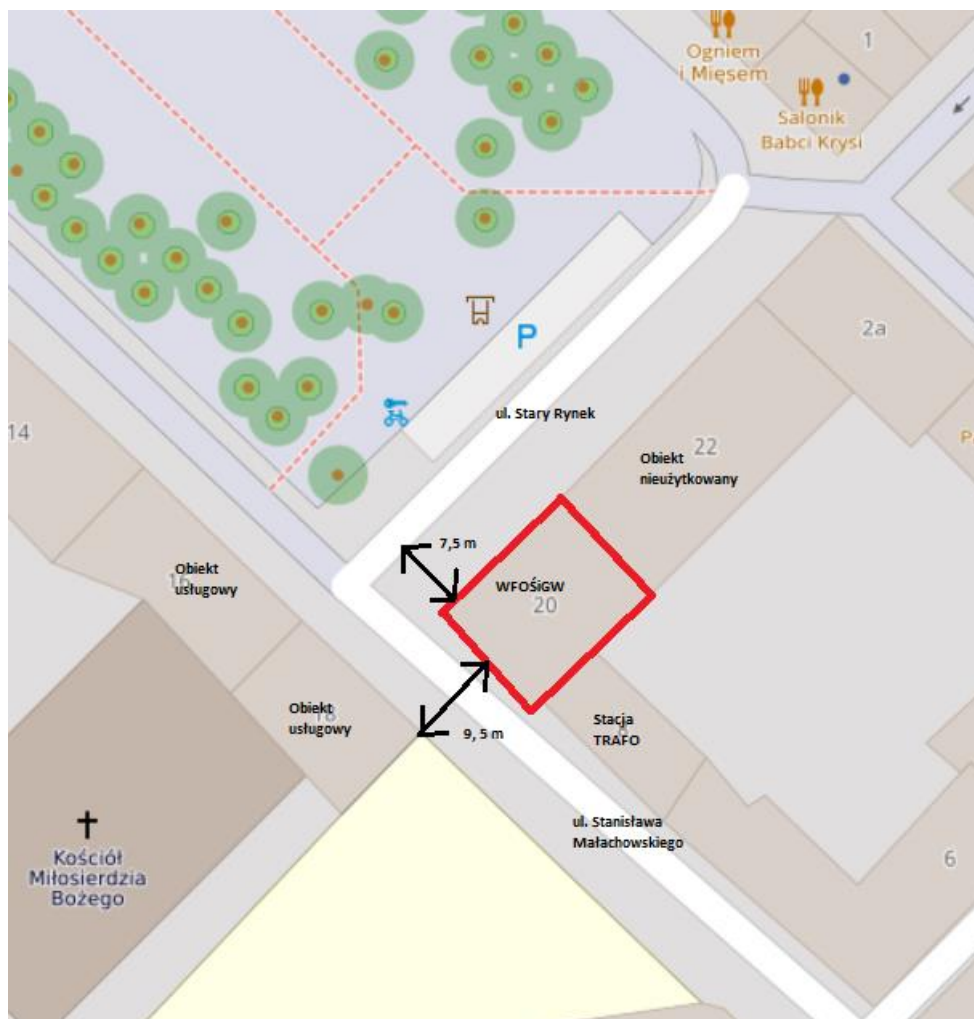 1
Ogniem
i Mięsem
Salonik
Babci Krysi
2a
P
ul. Stary Rynek
14
22
Obiekt
nieużytkowany
P
7,5 m
Obiekt
16
usługowy
WFOŚiGW
20
Obiekt
18
usługowy
9, 5 m
Stacja
8
TRAFO
ul. Stanisława
Małachowskiego
Kościół
Miłosierdzia
Bożego
6